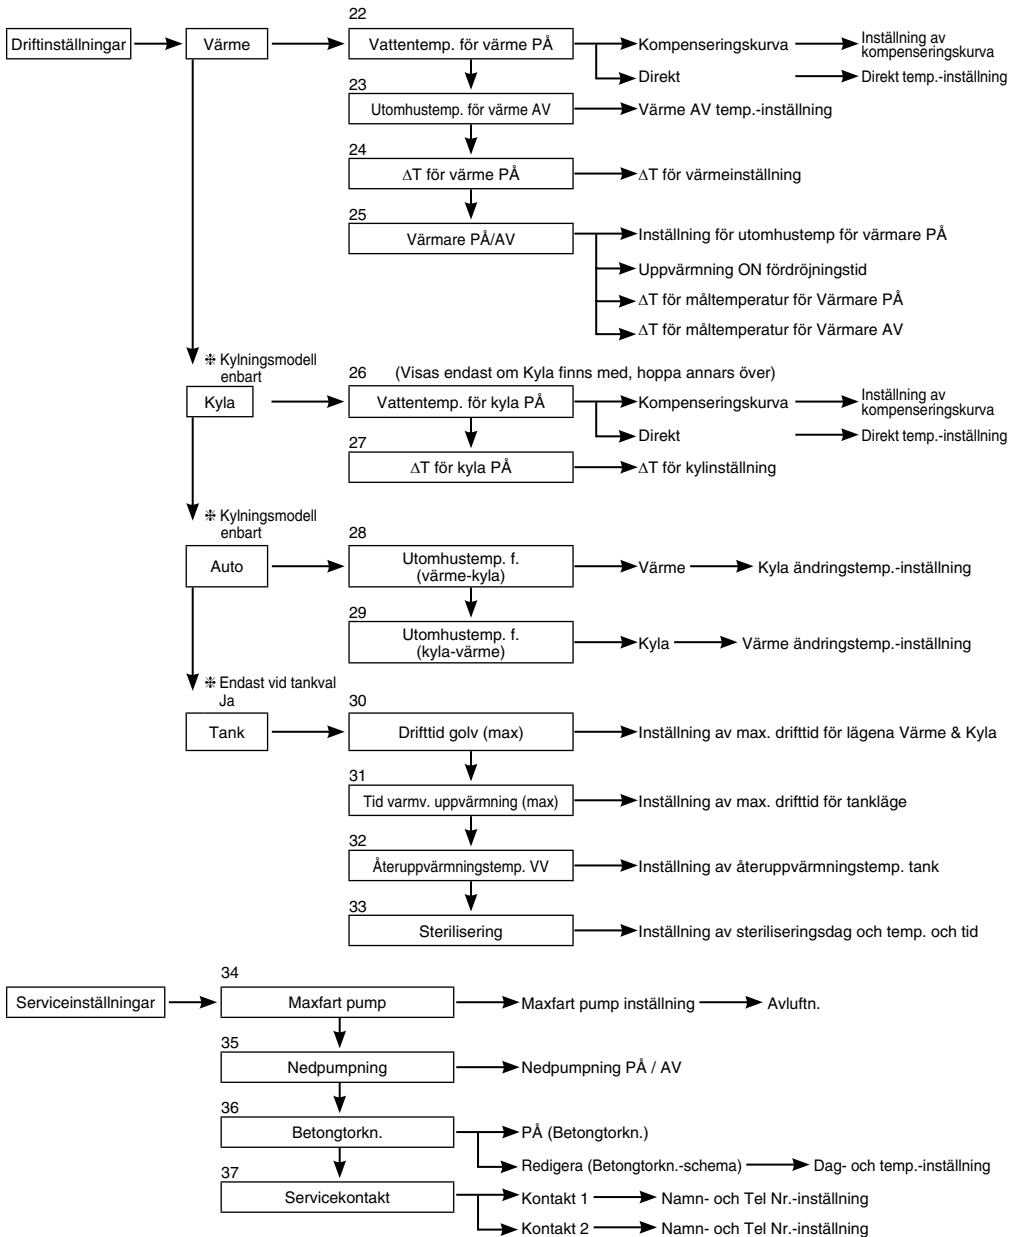 22
Driftinställningar
Värme
Vattentemp. för värme PÅ
Kompenseringskurva
Inställning av
kompenseringskurva
Direkt
Direkt temp.-inställning
23
Utomhustemp. för värme AV
Värme AV temp.-inställning
24
ΔT för värme PÅ
ΔT för värmeinställning
25
Värmare PÅ/AV
Inställning för utomhustemp för värmare PÅ
Uppvärmning ON fördröjningstid
ΔT för måltemperatur för Värmare PÅ
ΔT för måltemperatur för Värmare AV
❉ Kylningsmodell
enbart
26 (Visas endast om Kyla finns med, hoppa annars över)
Kyla
Vattentemp. för kyla PÅ
Kompenseringskurva
Inställning av
kompenseringskurva
Direkt
Direkt temp.-inställning
27
ΔT för kyla PÅ
ΔT för kylinställning
❉ Kylningsmodell
enbart
28
Auto
Utomhustemp. f.
(värme-kyla)
Värme
Kyla ändringstemp.-inställning
29
Utomhustemp. f.
(kyla-värme)
Kyla
Värme ändringstemp.-inställning
❉ Endast vid tankval
Ja
30
Tank
Drifttid golv (max)
Inställning av max. drifttid för lägena Värme & Kyla
31
Tid varmv. uppvärmning (max)
Inställning av max. drifttid för tankläge
32
Återuppvärmningstemp. VV
Inställning av återuppvärmningstemp. tank
33
Sterilisering
Inställning av steriliseringsdag och temp. och tid
34
Serviceinställningar
Maxfart pump
Maxfart pump inställning
Avluftn.
35
Nedpumpning
Nedpumpning PÅ / AV
36
Betongtorkn.
PÅ (Betongtorkn.)
Redigera (Betongtorkn.-schema)
Dag- och temp.-inställning
37
Servicekontakt
Kontakt 1
Namn- och Tel Nr.-inställning
Kontakt 2
Namn- och Tel Nr.-inställning